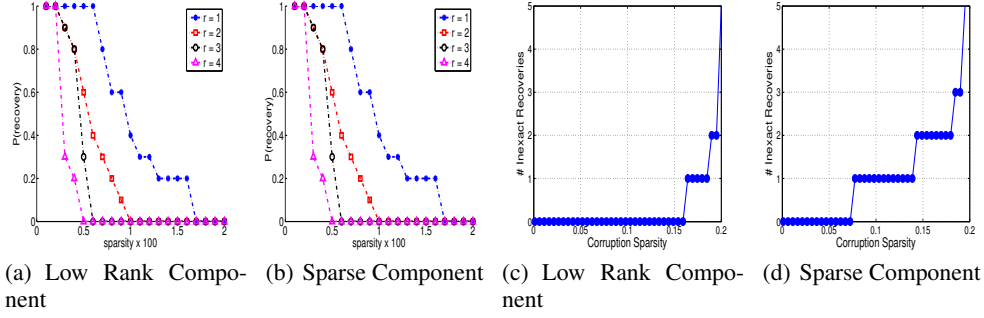 1
0.8
0.6
0.4
0.2
0
P(recovery)
0
0.5
1
1.5
2
sparsity x 100
r = 1
r = 2
r = 3
r = 4
1
0.8
0.6
0.4
0.2
0
P(recovery)
0
0.5
1
1.5
2
sparsity x 100
r = 1
r = 2
r = 3
r = 4
5
4
3
2
1
0
# Inexact Recoveries
0
0.05
0.1
0.15
0.2
Corruption Sparsity
5
4
3
2
1
0
# Inexact Recoveries
0
0.05
0.1
0.15
0.2
Corruption Sparsity
(a) Low Rank Compo-
nent
(b) Sparse Component
(c) Low Rank Compo-
nent
(d) Sparse Component